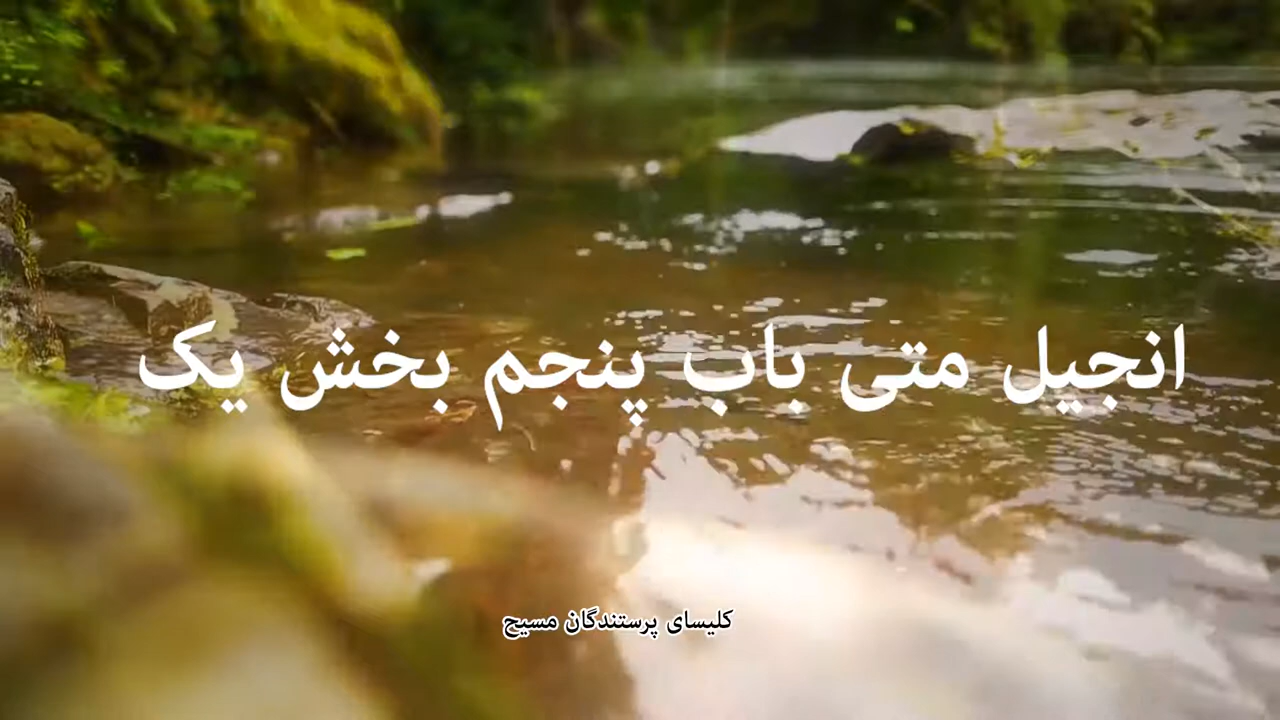 انجیل متی باب پنجم بخش یک
کلیسای پرستندگان مسیح